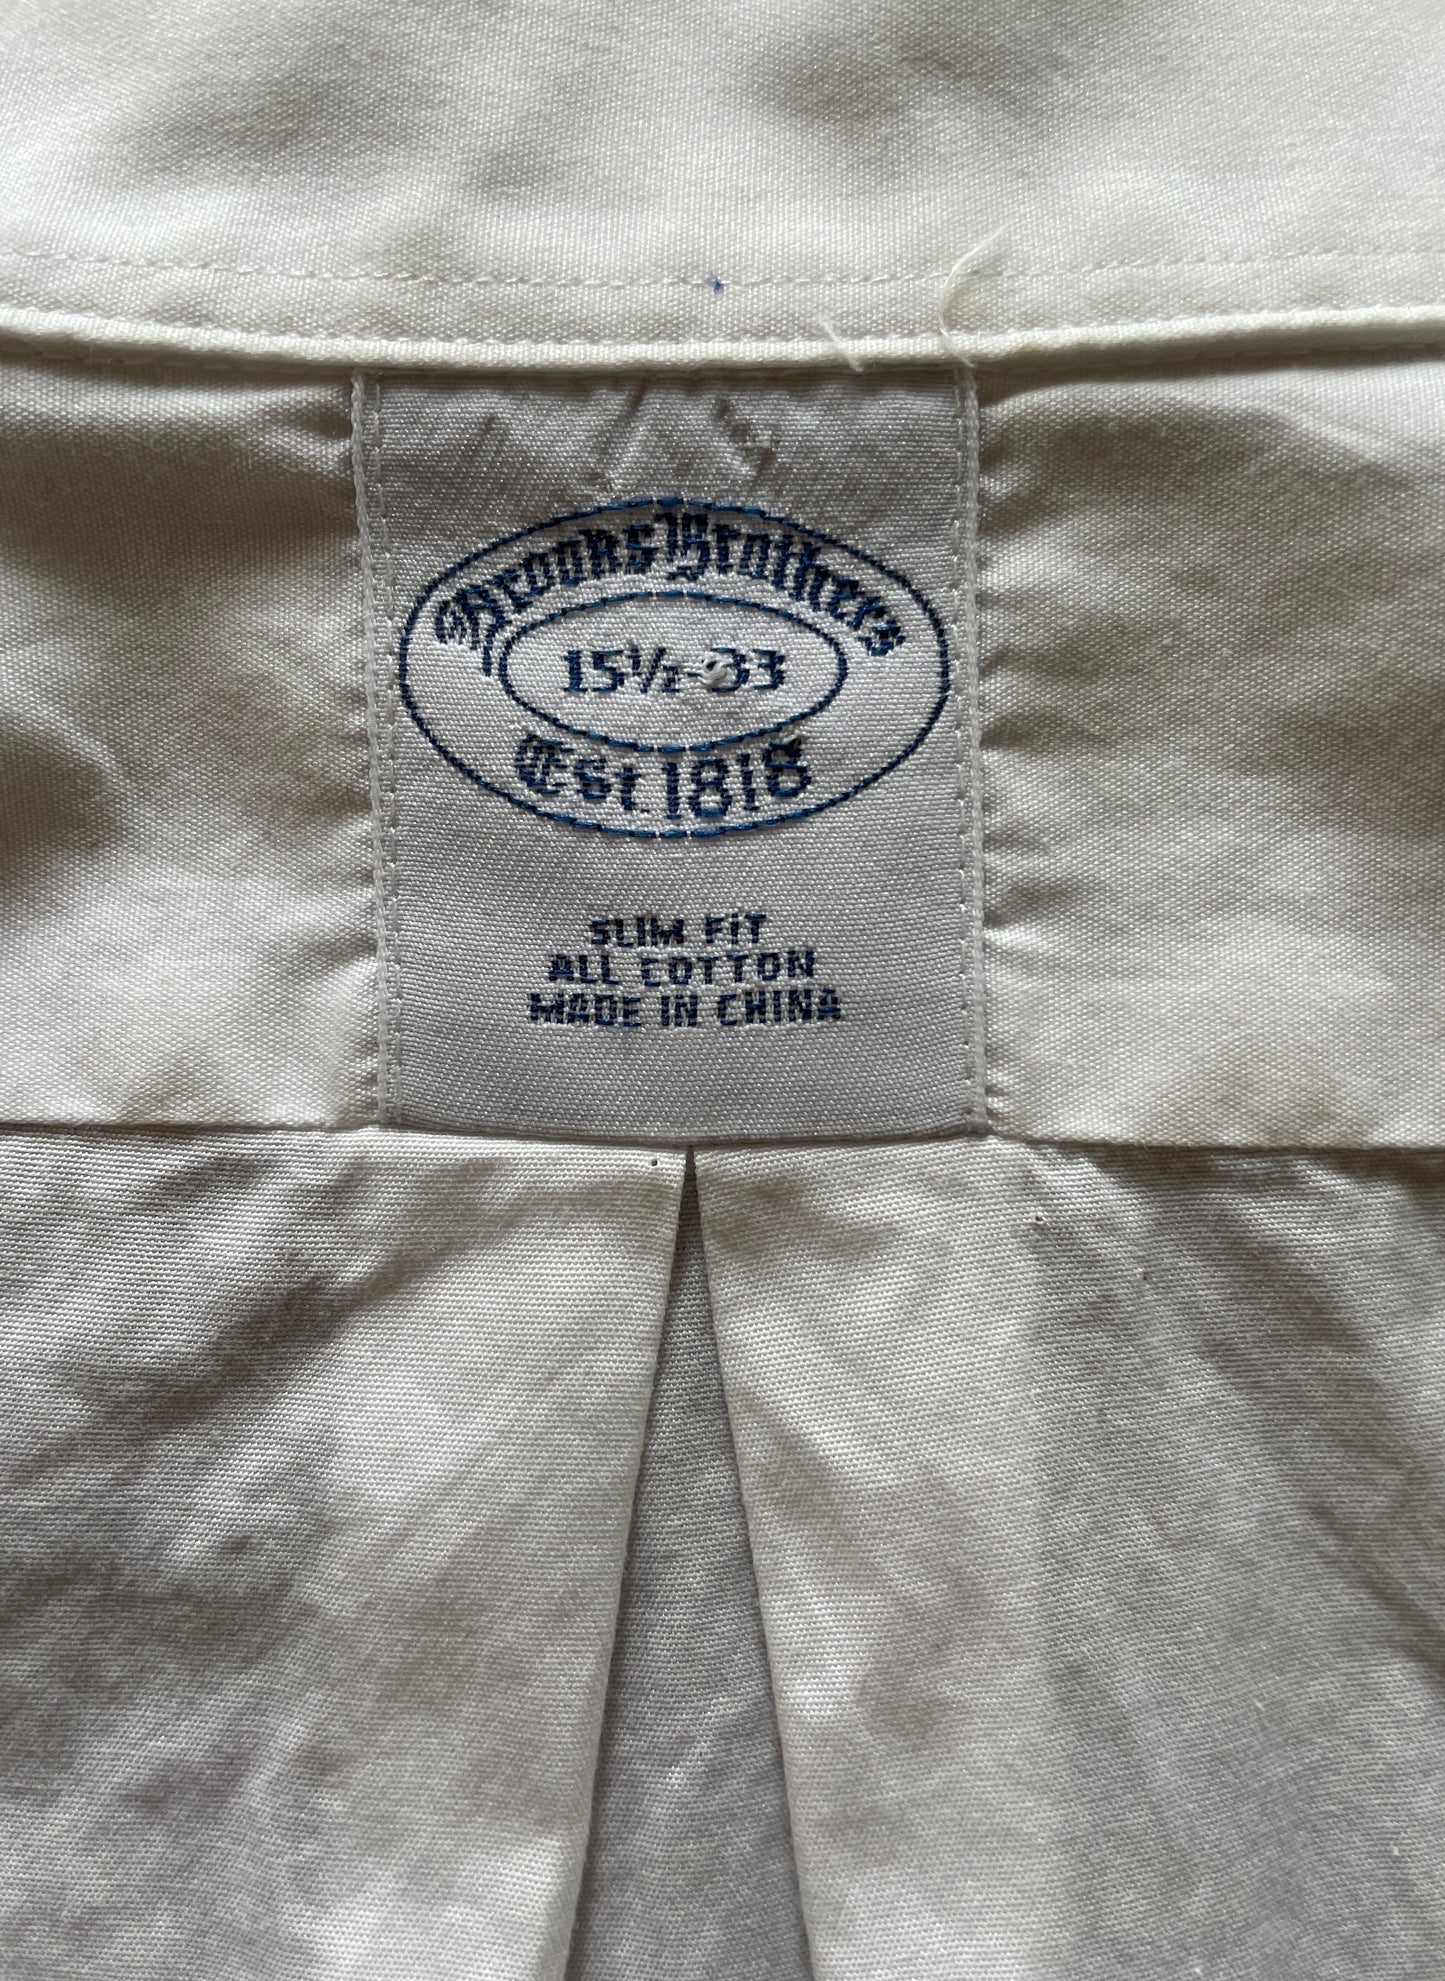 Brooks Brothers
15½-33
Est. 1818
SLIM FIT
ALL COTTON
MADE IN CHINA